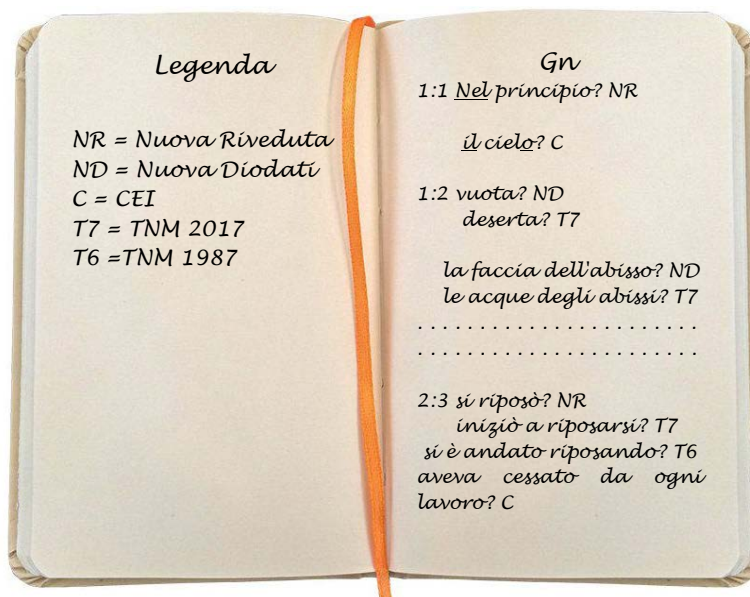 Legenda
NR = Nuova Riveduta
ND = Nuova Diodati
C = CEI
T7 = TNM 2017
T6 =TNM 1987
Gn
1:1 Nel principio? NR
il cielo? C
1:2 vuota? ND
deserta? T7
la faccia dell'abisso? ND
le acque degli abissi? T7
. . . . . . . . . . . . . . . . . . . . . . .
. . . . . . . . . . . . . . . . . . . . . . .
2:3 si riposò? NR
iniziò a riposarsi? T7
si è andato riposando? T6
aveva cessato da ogni
lavoro? C